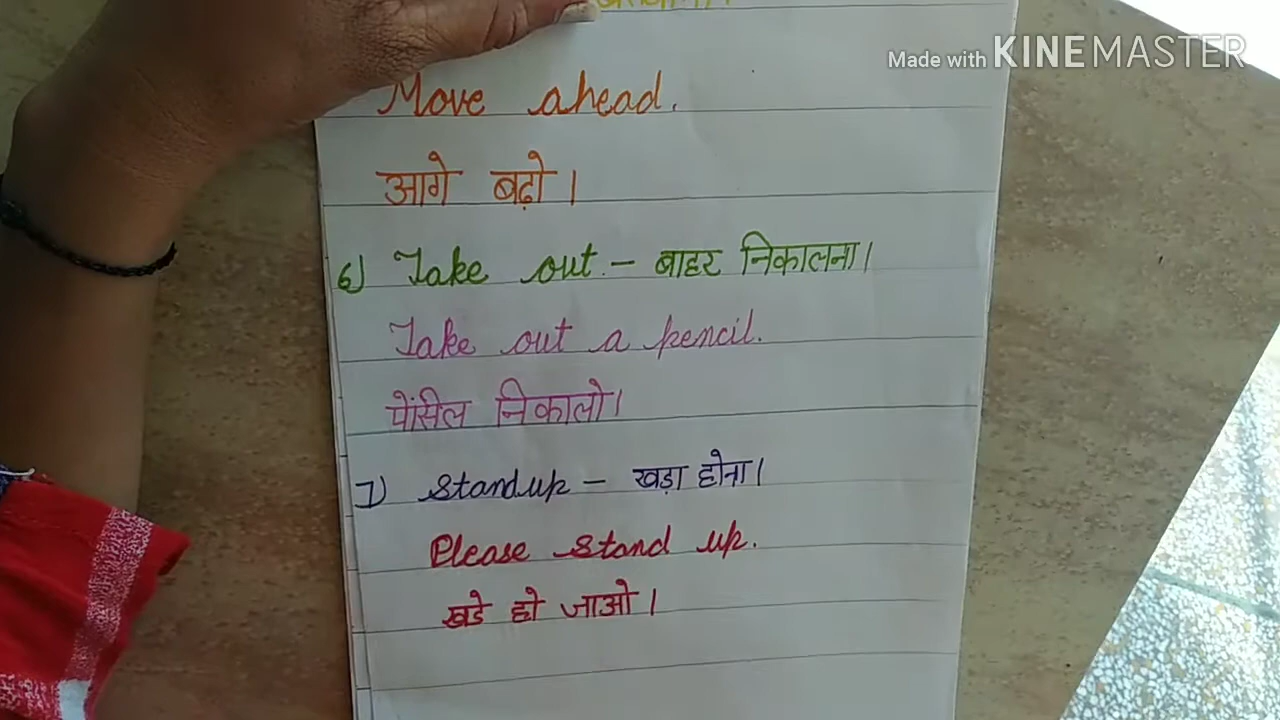 Made with KINEMASTER
Move ahead.
आगे बढ़ो ।
6) Take out. - बाहर निकालना।
Take out a pencil.
पेंसिल निकालो।
7) Stand up - खड़ा होना।
Please stand up.
खडे हो जाओ ।